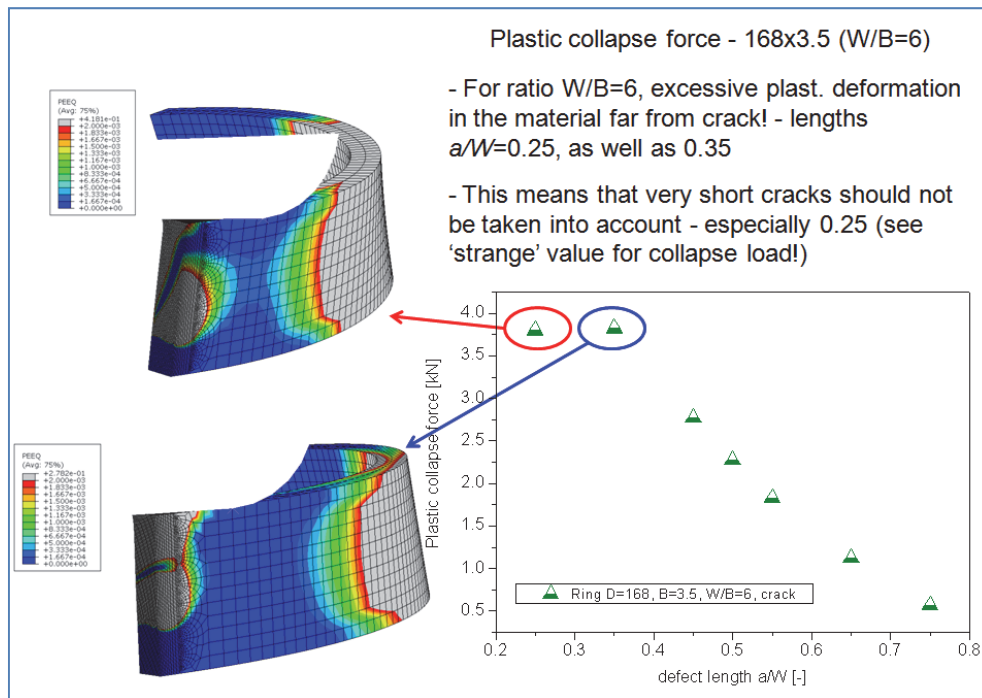 Plastic collapse force - 168x3.5 (W/B=6)
- For ratio W/B=6, excessive plast. deformation
in the material far from crack! - lengths
a/W=0.25, as well as 0.35
- This means that very short cracks should not
be taken into account - especially 0.25 (see
‘strange’ value for collapse load!)
PEEQ
(Avg: 75%)
+4.181e-01
+2.000e-03
+1.833e-03
+1.667e-03
+1.500e-03
+1.333e-03
+1.167e-03
+1.000e-03
+8.333e-04
+6.667e-04
+5.000e-04
+3.333e-04
+1.667e-04
+0.000e+00
PEEQ
(Avg: 75%)
+2.782e-01
+2.000e-03
+1.833e-03
+1.667e-03
+1.500e-03
+1.333e-03
+1.167e-03
+1.000e-03
+8.333e-04
+6.667e-04
+5.000e-04
+3.333e-04
+1.667e-04
+0.000e+00
Plastic collapse force [kN]
4.0
3.5
3.0
2.5
2.0
1.5
1.0
0.5
Ring D=168, B=3.5, W/B=6, crack
0.2 0.3 0.4 0.5 0.6 0.7 0.8
defect length a/W [-]